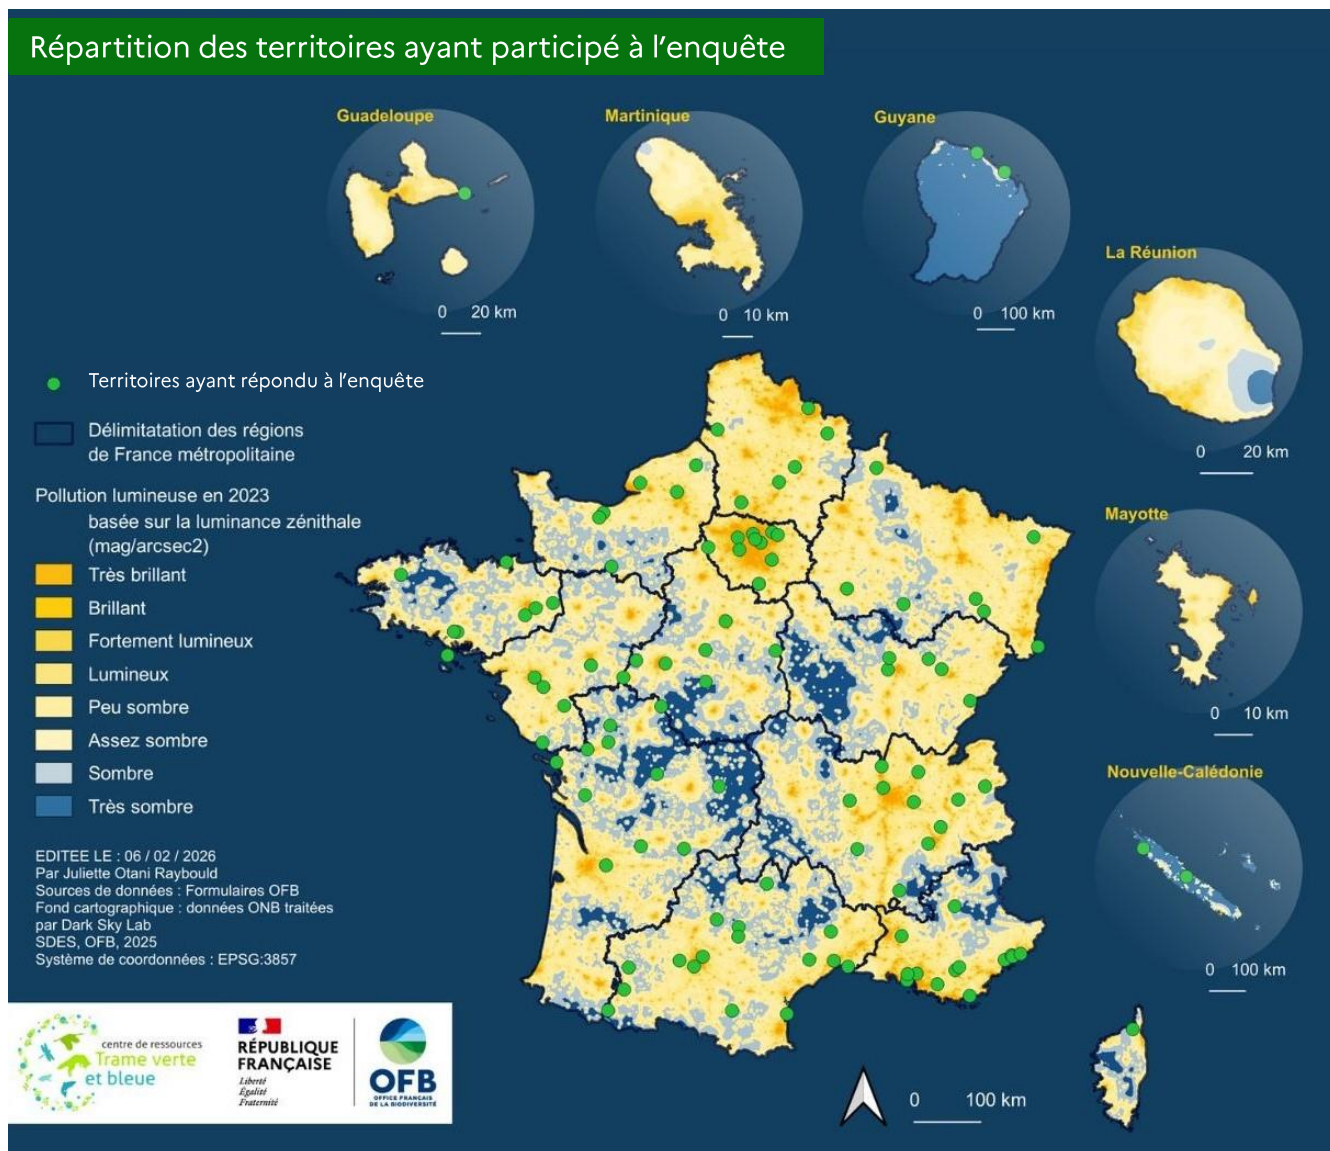 Répartition des territoires ayant participé à l'enquête
Guadeloupe
0 20 km
Martinique
0 10 km
Guyane
0 100 km
La Réunion
0 20 km
Territoires ayant répondu à l'enquête
Délimitatation des régions
de France métropolitaine
Pollution lumineuse en 2023
basée sur la luminance zénithale
(mag/arcsec2)
Très brillant
Brillant
Fortement lumineux
Lumineux
Peu sombre
Assez sombre
Sombre
Très sombre
Mayotte
0 10 km
Nouvelle-Calédonie
0 100 km
EDITEE LE : 06 / 02 / 2026
Par Juliette Otani Raybould
Sources de données : Formulaires OFB
Fond cartographique : données ONB traitées
par Dark Sky Lab
SDES, OFB, 2025
Système de coordonnées : EPSG:3857
centre de ressources
Trame verte
et bleue
RÉPUBLIQUE
FRANÇAISE
Liberté
Égalité
Fraternité
OFB
OFFICE FRANÇAIS
DE LA BIODIVERSITÉ
0 100 km